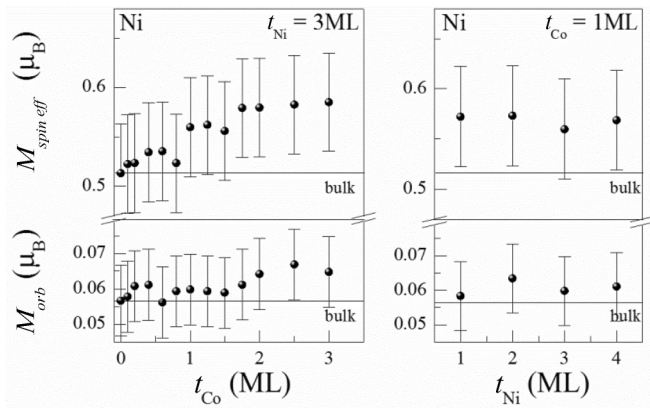 Ni t_Ni = 3ML
Ni t_Co = 1ML
M_spin eff (μ_B)
0.6
0.5
bulk
0.6
0.5
bulk
M_orb (μ_B)
0.07
0.06
0.05
bulk
0.07
0.06
0.05
bulk
0 1 2 3
1 2 3 4
t_Co (ML)
t_Ni (ML)